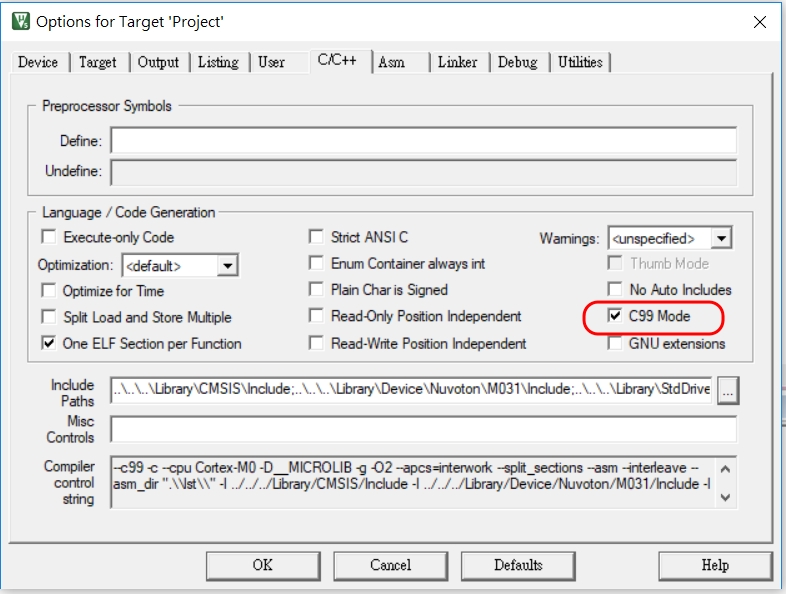 Options for Target 'Project'
Device Target Output Listing User C/C++ Asm Linker Debug Utilities
Preprocessor Symbols
Define:
Undefine:
Language / Code Generation
Execute-only Code Strict ANSI C Warnings: <unspecified>
Optimization: <default> Enum Container always int Thumb Mode
Optimize for Time Plain Char is Signed No Auto Includes
Split Load and Store Multiple Read-Only Position Independent C99 Mode
One ELF Section per Function Read-Write Position Independent GNU extensions
Include Paths ..\..\..\Library\CMSIS\Include;..\..\..\Library\Device\Nuvoton\M031\Include;..\..\..\Library\StdDrive ...
Misc Controls
Compiler control string --c99 -c --cpu Cortex-M0 -D__MICROLIB -g -O2 --apcs=interwork --split_sections --asm --interleave --
asm_dir ".\\lst\\" -I ../../../Library/CMSIS/Include -I ../../../Library/Device/Nuvoton/M031/Include -I
OK Cancel Defaults Help